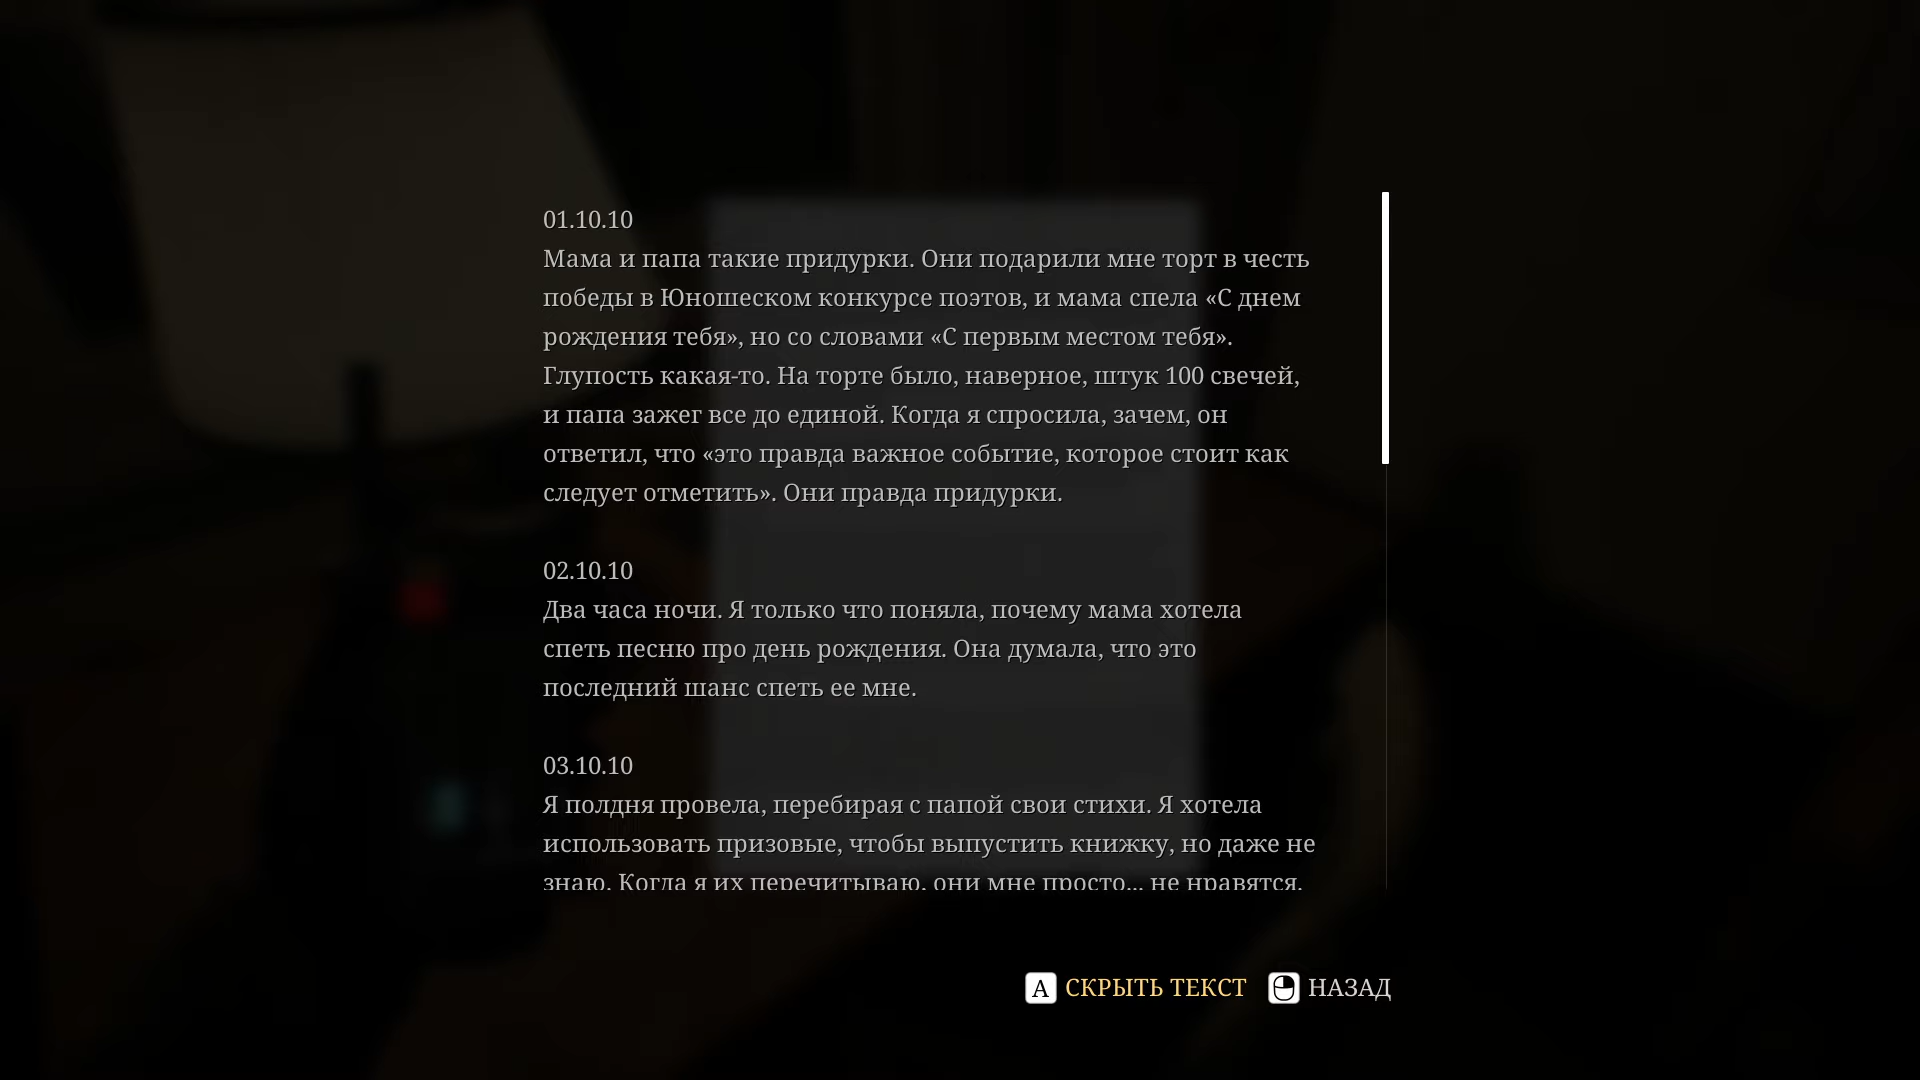 01.10.10
Мама и папа такие придурки. Они подарили мне торт в честь
победы в Юношеском конкурсе поэтов, и мама спела «С днем
рождения тебя», но со словами «С первым местом тебя».
Глупость какая-то. На торте было, наверное, штук 100 свечей,
и папа зажег все до единой. Когда я спросила, зачем, он
ответил, что «это правда важное событие, которое стоит как
следует отметить». Они правда придурки.
02.10.10
Два часа ночи. Я только что поняла, почему мама хотела
спеть песню про день рождения. Она думала, что это
последний шанс спеть ее мне.
03.10.10
Я полдня провела, перебирая с папой свои стихи. Я хотела
использовать призовые, чтобы выпустить книжку, но даже не
знаю. Когда я их перечитываю, они мне просто... не нравятся.
A СКРЫТЬ ТЕКСТ НАЗАД